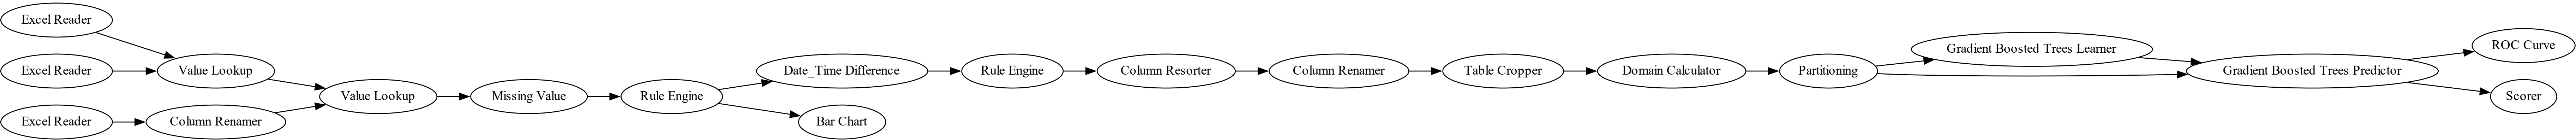 Excel Reader
Excel Reader
Excel Reader
Value Lookup
Column Renamer
Value Lookup
Missing Value
Rule Engine
Date_Time Difference
Bar Chart
Rule Engine
Column Resorter
Column Renamer
Table Cropper
Domain Calculator
Partitioning
Gradient Boosted Trees Learner
Gradient Boosted Trees Predictor
ROC Curve
Scorer